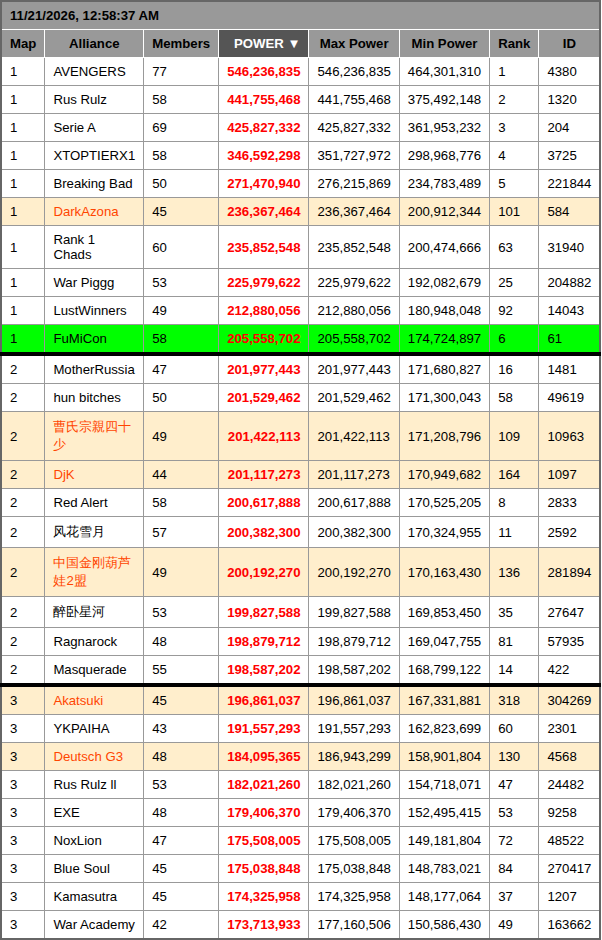 11/21/2026, 12:58:37 AM
Map Alliance Members POWER ▼ Max Power Min Power Rank ID
1 AVENGERS 77 546,236,835 546,236,835 464,301,310 1 4380
1 Rus Rulz 58 441,755,468 441,755,468 375,492,148 2 1320
1 Serie A 69 425,827,332 425,827,332 361,953,232 3 204
1 XTOPTIERX1 58 346,592,298 351,727,972 298,968,776 4 3725
1 Breaking Bad 50 271,470,940 276,215,869 234,783,489 5 221844
1 DarkAzona 45 236,367,464 236,367,464 200,912,344 101 584
1 Rank 1 Chads 60 235,852,548 235,852,548 200,474,666 63 31940
1 War Piggg 53 225,979,622 225,979,622 192,082,679 25 204882
1 LustWinners 49 212,880,056 212,880,056 180,948,048 92 14043
1 FuMiCon 58 205,558,702 205,558,702 174,724,897 6 61
2 MotherRussia 47 201,977,443 201,977,443 171,680,827 16 1481
2 hun bitches 50 201,529,462 201,529,462 171,300,043 58 49619
2 曹氏宗親四十少 49 201,422,113 201,422,113 171,208,796 109 10963
2 DjK 44 201,117,273 201,117,273 170,949,682 164 1097
2 Red Alert 58 200,617,888 200,617,888 170,525,205 8 2833
2 风花雪月 57 200,382,300 200,382,300 170,324,955 11 2592
2 中国金刚葫芦娃2盟 49 200,192,270 200,192,270 170,163,430 136 281894
2 醉卧星河 53 199,827,588 199,827,588 169,853,450 35 27647
2 Ragnarock 48 198,879,712 198,879,712 169,047,755 81 57935
2 Masquerade 55 198,587,202 198,587,202 168,799,122 14 422
3 Akatsuki 45 196,861,037 196,861,037 167,331,881 318 304269
3 YKPAIHA 43 191,557,293 191,557,293 162,823,699 60 2301
3 Deutsch G3 48 184,095,365 186,943,299 158,901,804 130 4568
3 Rus Rulz ll 53 182,021,260 182,021,260 154,718,071 47 24482
3 EXE 48 179,406,370 179,406,370 152,495,415 53 9258
3 NoxLion 47 175,508,005 175,508,005 149,181,804 72 48522
3 Blue Soul 45 175,038,848 175,038,848 148,783,021 84 270417
3 Kamasutra 45 174,325,958 174,325,958 148,177,064 37 1207
3 War Academy 42 173,713,933 177,160,506 150,586,430 49 163662